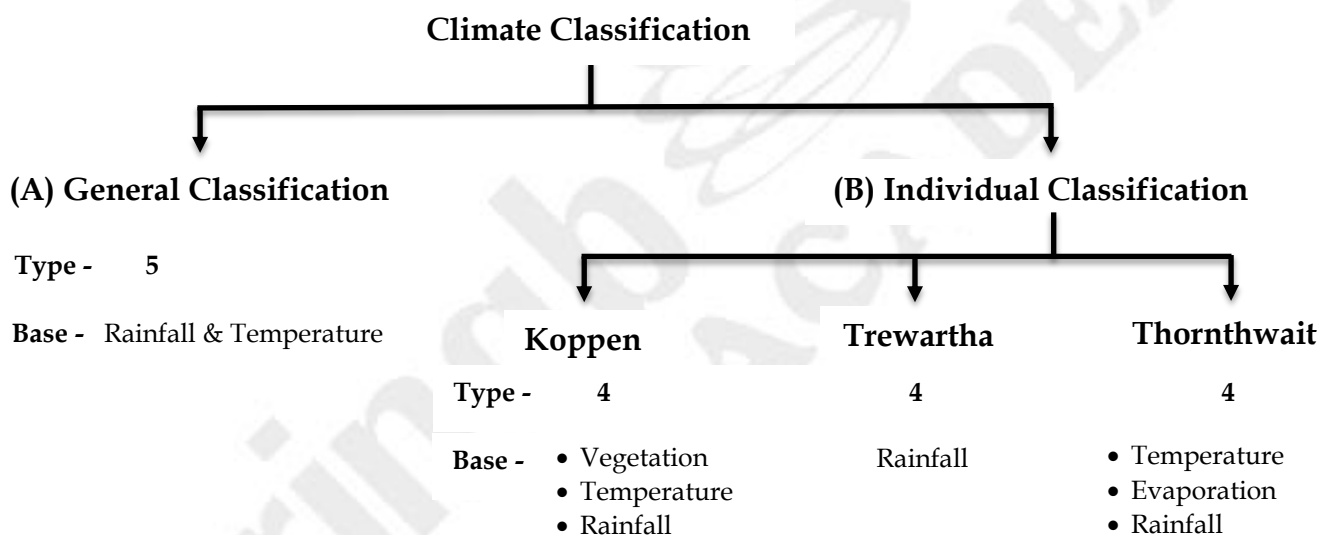 Climate Classification
(A) General Classification
Type - 5
Base - Rainfall & Temperature
(B) Individual Classification
Koppen Trewartha Thornthwait
Type - 4 4 4
Base - • Vegetation Rainfall • Temperature
• Temperature • Evaporation
• Rainfall • Rainfall